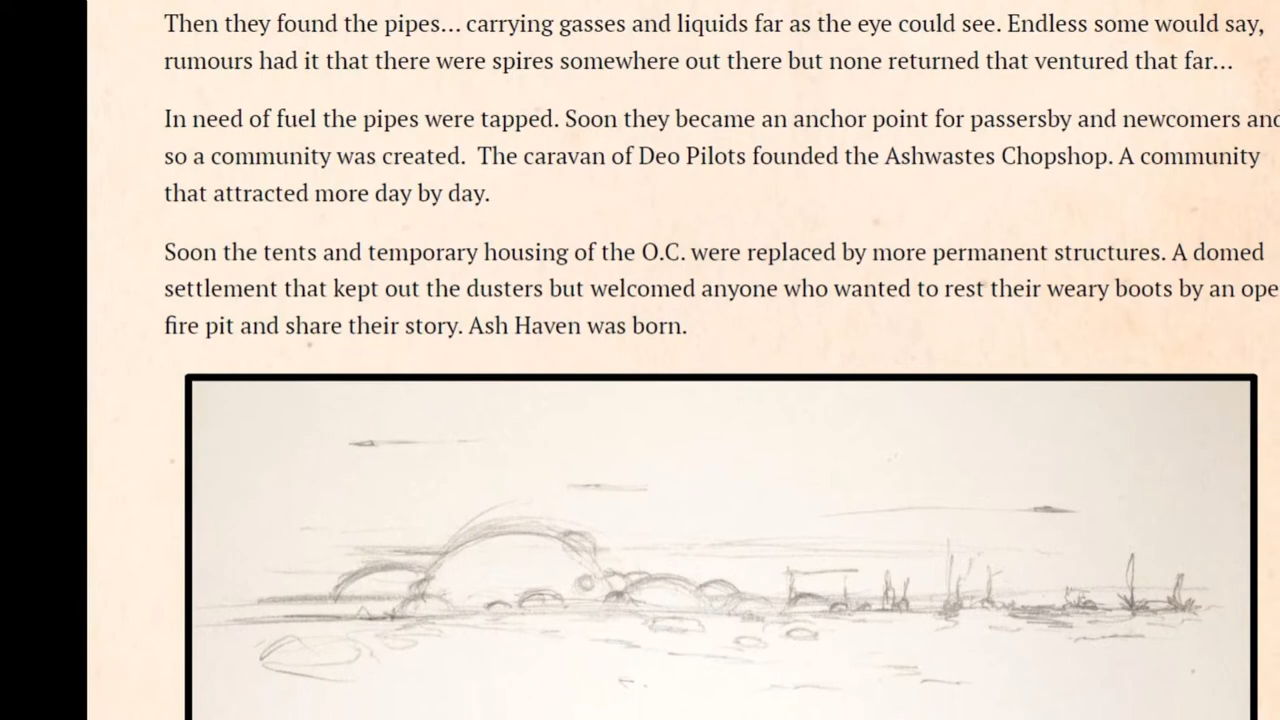 Then they found the pipes… carrying gasses and liquids far as the eye could see. Endless some would say,
rumours had it that there were spires somewhere out there but none returned that ventured that far…
In need of fuel the pipes were tapped. Soon they became an anchor point for passersby and newcomers and
so a community was created.  The caravan of Deo Pilots founded the Ashwastes Chopshop. A community
that attracted more day by day.
Soon the tents and temporary housing of the O.C. were replaced by more permanent structures. A domed
settlement that kept out the dusters but welcomed anyone who wanted to rest their weary boots by an ope
fire pit and share their story. Ash Haven was born.